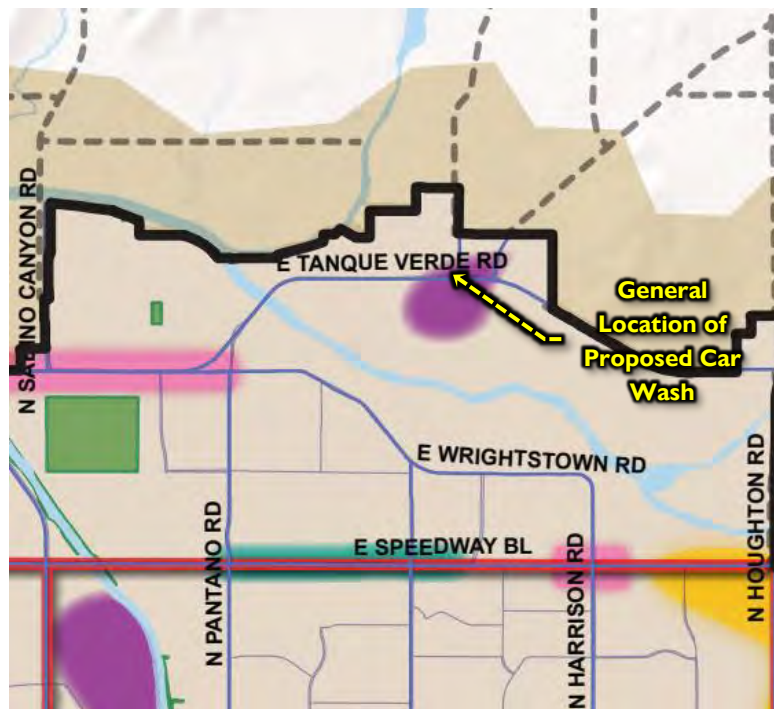 N SABINO CANYON RD
E TANQUE VERDE RD
General
Location of
Proposed Car
Wash
E WRIGHTSTOWN RD
N PANTANO RD
E SPEEDWAY BL
N HARRISON RD
N HOUGHTON RD